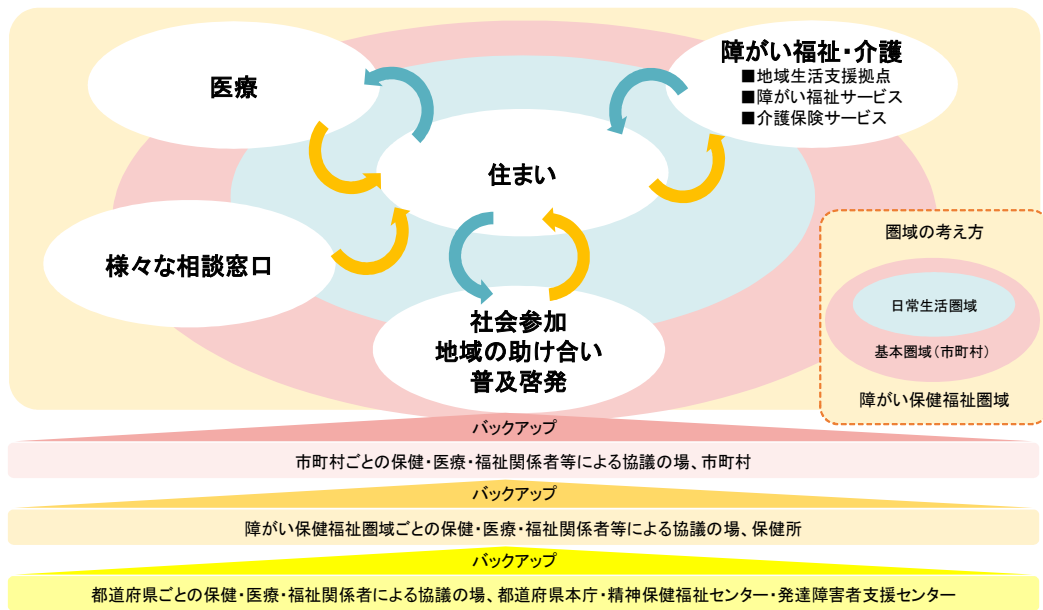 医療
障がい福祉・介護
■地域生活支援拠点
■障がい福祉サービス
■介護保険サービス
住まい
様々な相談窓口
社会参加
地域の助け合い
普及啓発
圏域の考え方
日常生活圏域
基本圏域(市町村)
障がい保健福祉圏域
バックアップ
市町村ごとの保健・医療・福祉関係者等による協議の場、市町村
バックアップ
障がい保健福祉圏域ごとの保健・医療・福祉関係者等による協議の場、保健所
バックアップ
都道府県ごとの保健・医療・福祉関係者による協議の場、都道府県本庁・精神保健福祉センター・発達障害者支援センター